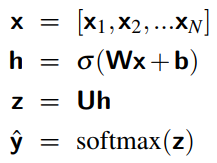 x = [x₁,x₂,...x_N]
h = σ(Wx+b)
z = Uh
ŷ = softmax(z)